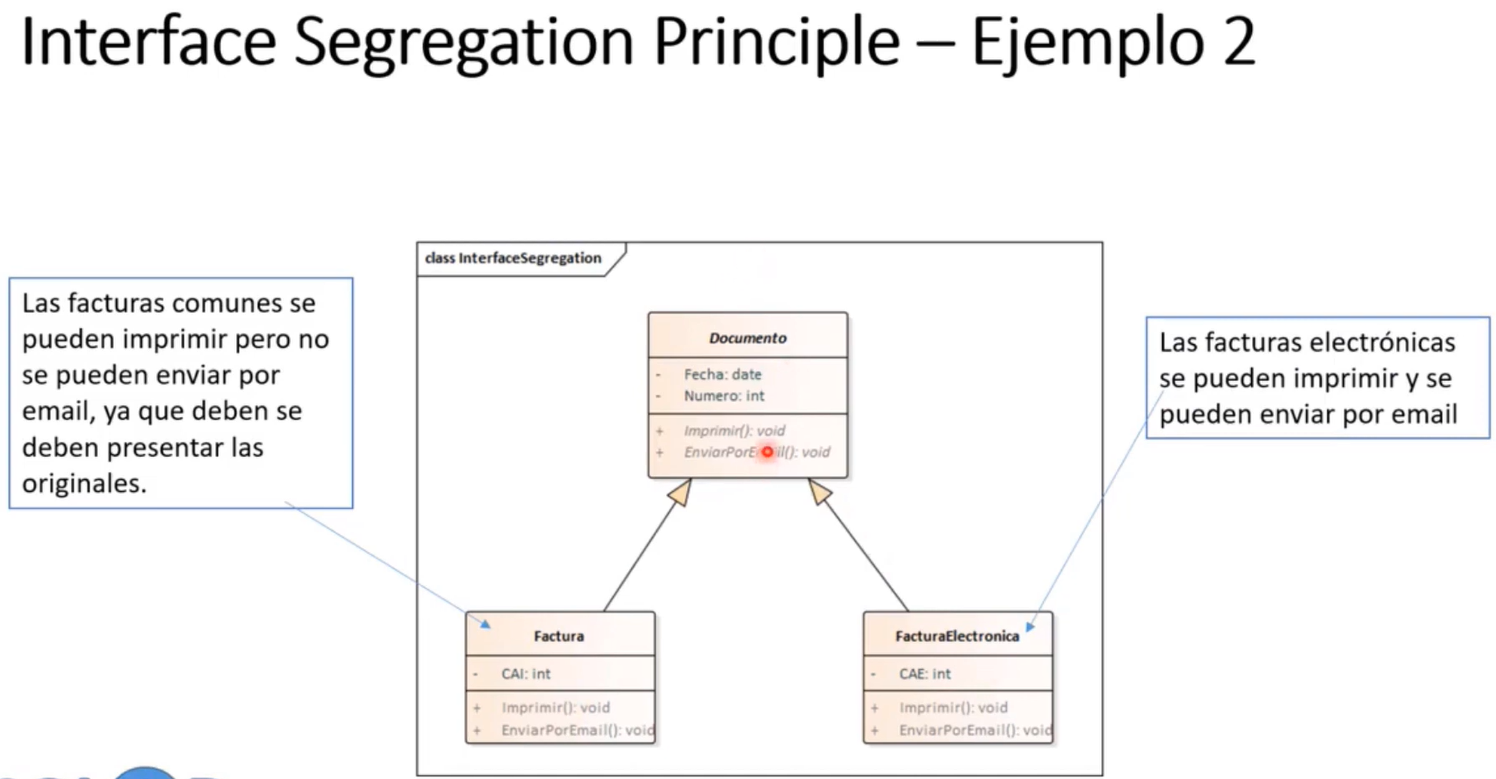 Interface Segregation Principle – Ejemplo 2
class InterfaceSegregation
Las facturas comunes se
pueden imprimir pero no
se pueden enviar por
email, ya que deben se
deben presentar las
originales.
Documento
- Fecha: date
- Numero: int
+ Imprimir(): void
+ EnviarPorEmail(): void
Las facturas electrónicas
se pueden imprimir y se
pueden enviar por email
Factura
- CAI: int
+ Imprimir(): void
+ EnviarPorEmail(): void
FacturaElectronica
- CAE: int
+ Imprimir(): void
+ EnviarPorEmail(): void